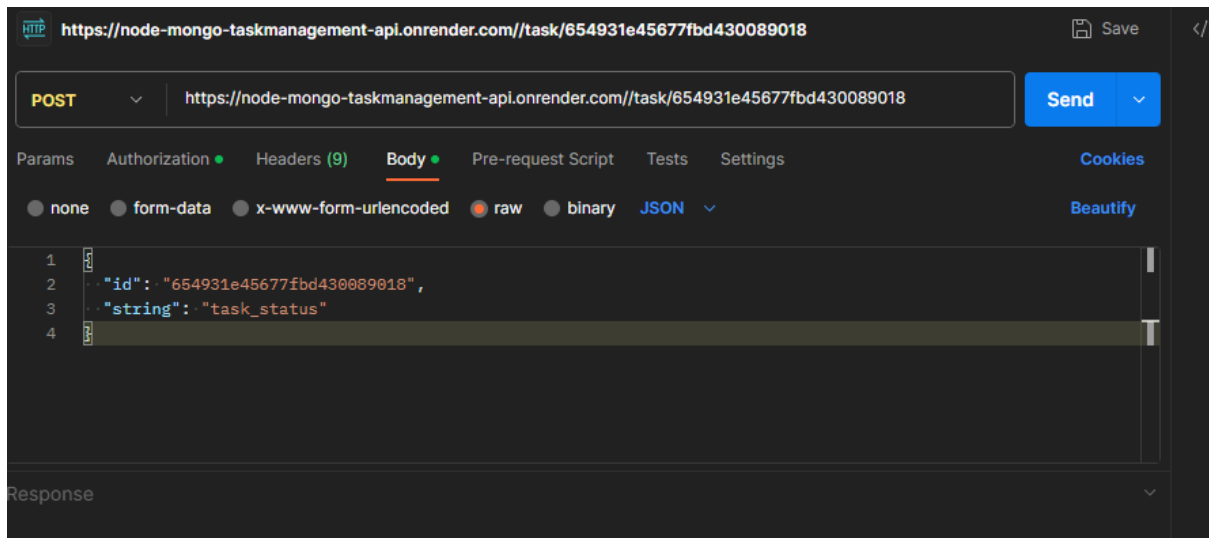 HTTP https://node-mongo-taskmanagement-api.onrender.com//task/654931e45677fbd430089018 Save </
POST https://node-mongo-taskmanagement-api.onrender.com//task/654931e45677fbd430089018 Send
Params Authorization Headers (9) Body Pre-request Script Tests Settings Cookies
none form-data x-www-form-urlencoded raw binary JSON Beautify
1 {
2 "id": "654931e45677fbd430089018",
3 "string": "task_status"
4 }
Response